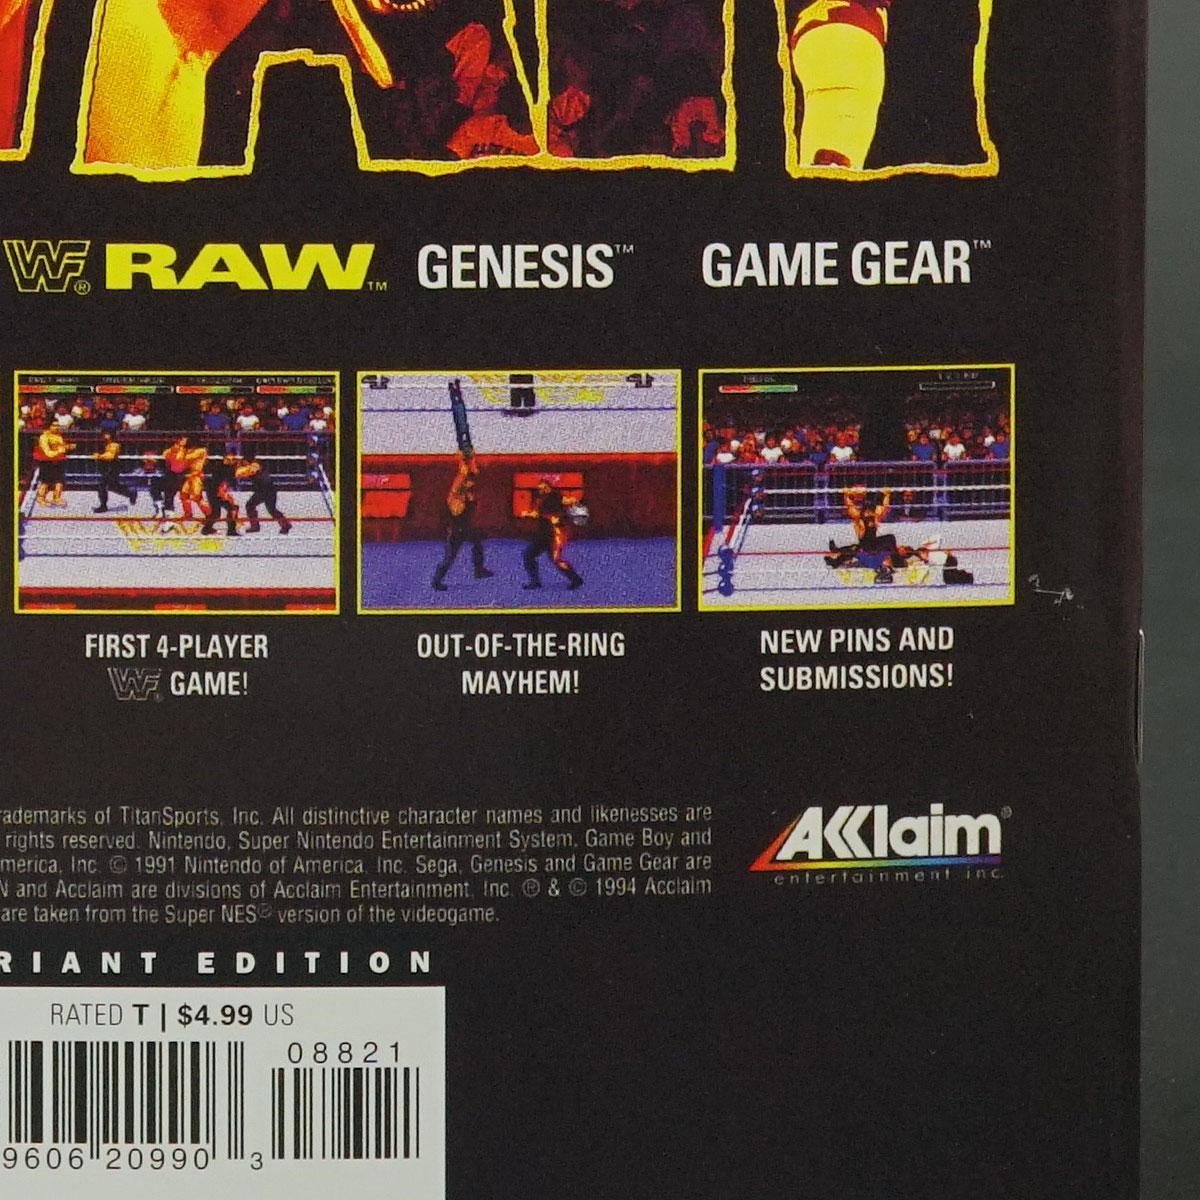 WWF® RAW™ GENESIS™ GAME GEAR™
FIRST 4-PLAYER
WWF® GAME!
OUT-OF-THE-RING
MAYHEM!
NEW PINS AND
SUBMISSIONS!
rademarks of TitanSports, Inc. All distinctive character names and likenesses are
rights reserved. Nintendo, Super Nintendo Entertainment System, Game Boy and
merica, Inc. © 1991 Nintendo of America, Inc. Sega, Genesis and Game Gear are
N and Acclaim are divisions of Acclaim Entertainment, Inc. ® & © 1994 Acclaim
are taken from the Super NES® version of the videogame.
AKKlaim®
entertainment inc.
RIANT EDITION
RATED T | $4.99 US
08821
9606 20990 3